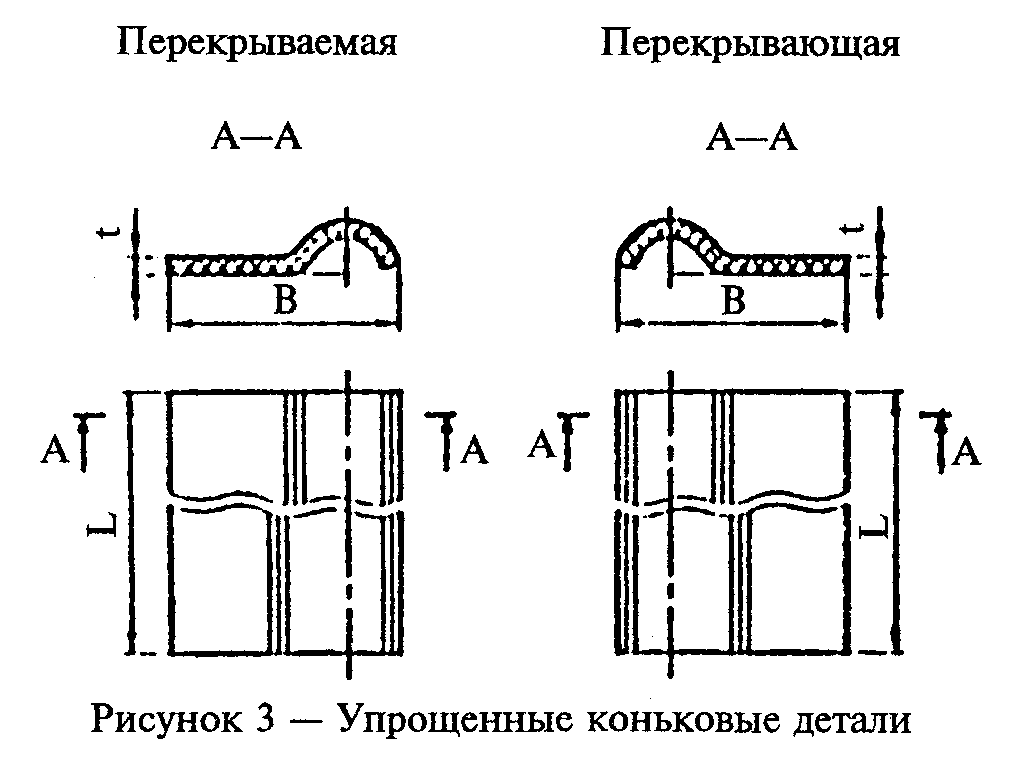 Перекрываемая Перекрывающая
А—А А—А
t t
В В
А А А А
L L
Рисунок 3 — Упрощенные коньковые детали